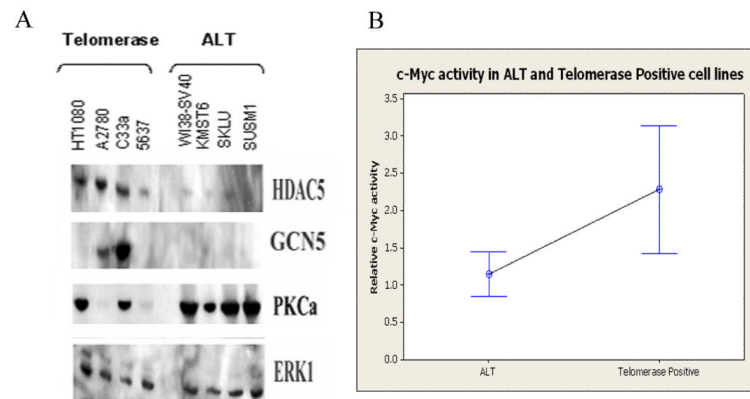 A
Telomerase
ALT
HT1080
A2780
C33a
5637
WI38-SV40
KMST6
SKLU
SUSM1
HDAC5
GCN5
PKCa
ERK1
B
c-Myc activity in ALT and Telomerase Positive cell lines
Relative c-Myc activity
3.5
3.0
2.5
2.0
1.5
1.0
0.5
0.0
ALT
Telomerase Positive